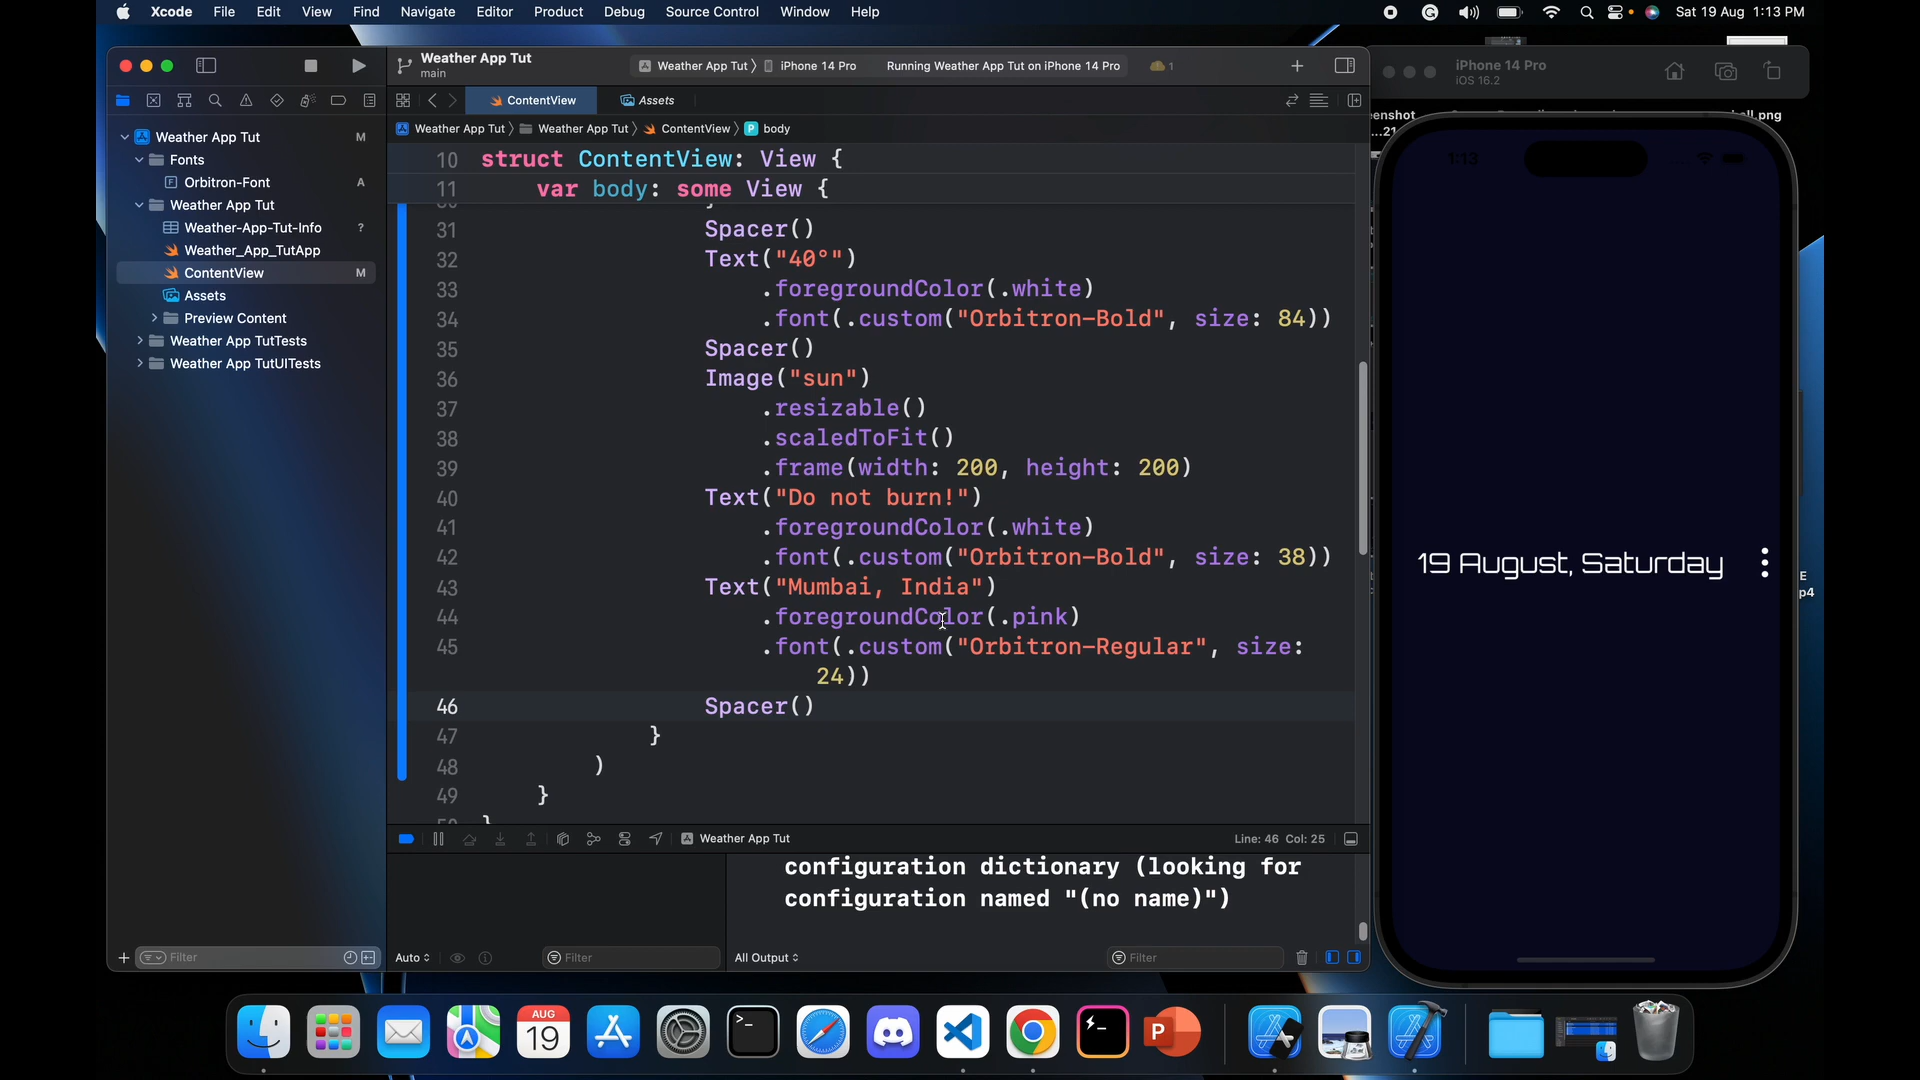 Xcode File Edit View Find Navigate Editor Product Debug Source Control Window Help
Sat 19 Aug 1:13 PM
Weather App Tut
main
Weather App Tut iPhone 14 Pro
Running Weather App Tut on iPhone 14 Pro
1
ContentView
Assets
Weather App Tut Weather App Tut ContentView P body
Weather App Tut M
Fonts
F Orbitron-Font A
Weather App Tut
Weather-App-Tut-Info ?
Weather_App_TutApp
ContentView M
Assets
Preview Content
Weather App TutTests
Weather App TutUITests
Filter
10 struct ContentView: View {
11 var body: some View {
31 Spacer()
32 Text("40°")
33 .foregroundColor(.white)
34 .font(.custom("Orbitron-Bold", size: 84))
35 Spacer()
36 Image("sun")
37 .resizable()
38 .scaledToFit()
39 .frame(width: 200, height: 200)
40 Text("Do not burn!")
41 .foregroundColor(.white)
42 .font(.custom("Orbitron-Bold", size: 38))
43 Text("Mumbai, India")
44 .foregroundColor(.pink)
45 .font(.custom("Orbitron-Regular", size:
24))
46 Spacer()
47 }
48 )
49 }
Weather App Tut
Line: 46 Col: 25
configuration dictionary (looking for
configuration named "(no name)")
Auto
Filter
All Output
Filter
iPhone 14 Pro
iOS 16.2
1:13
19 August, Saturday
AUG
19